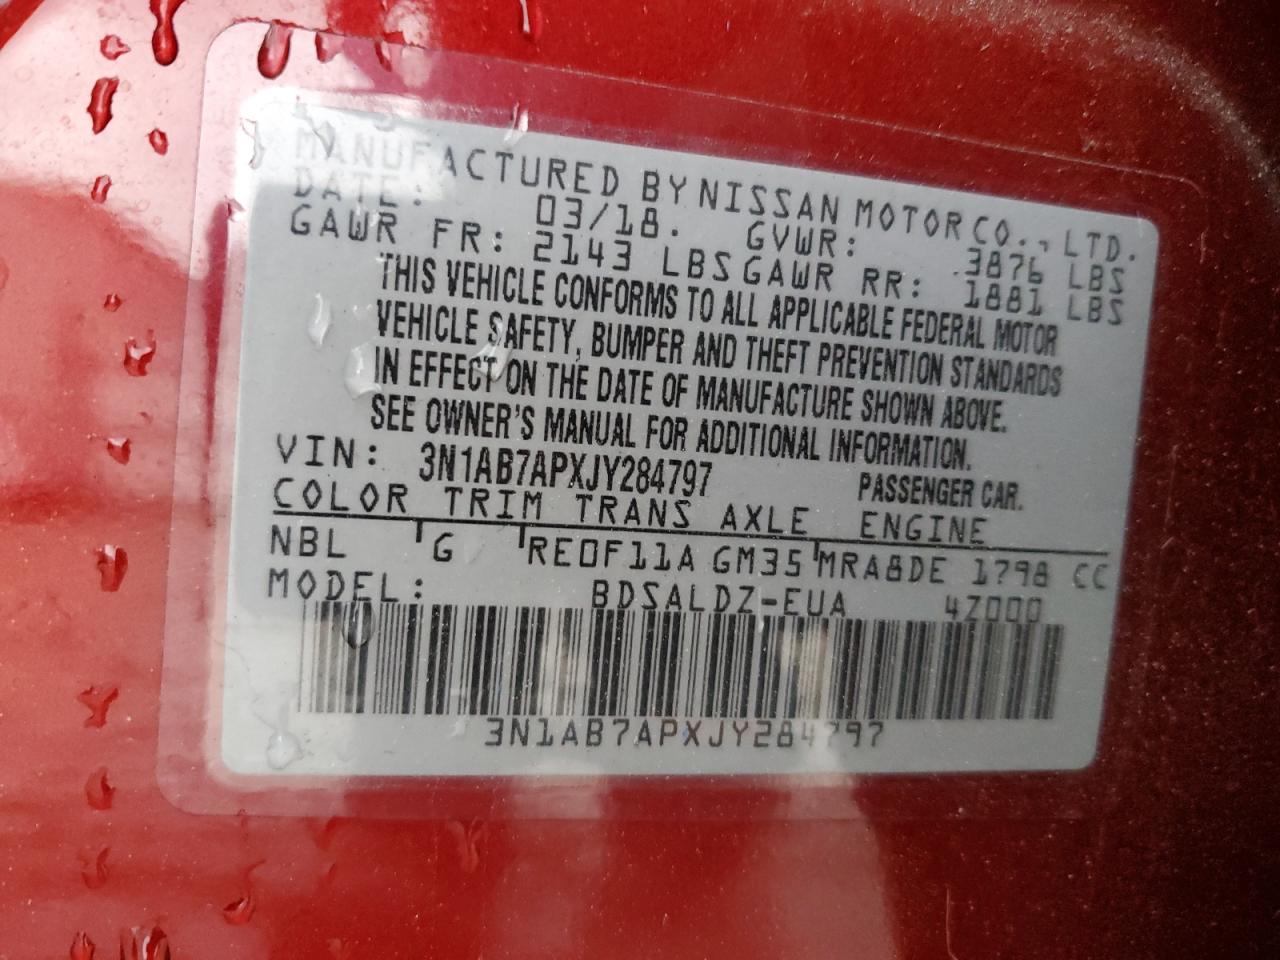 MANUFACTURED BY NISSAN MOTOR CO., LTD.
DATE: 03/18. GVWR: 3876 LBS
GAWR FR: 2143 LBS GAWR RR: 1881 LBS
THIS VEHICLE CONFORMS TO ALL APPLICABLE FEDERAL MOTOR
VEHICLE SAFETY, BUMPER AND THEFT PREVENTION STANDARDS
IN EFFECT ON THE DATE OF MANUFACTURE SHOWN ABOVE.
SEE OWNER'S MANUAL FOR ADDITIONAL INFORMATION.
VIN: 3N1AB7APXJY284797 PASSENGER CAR.
COLOR TRIM TRANS AXLE ENGINE
NBL G RE0F11A GM35 MRA8DE 1798 CC
MODEL: BDSALDZ-EUA 4Z000
3N1AB7APXJY284797